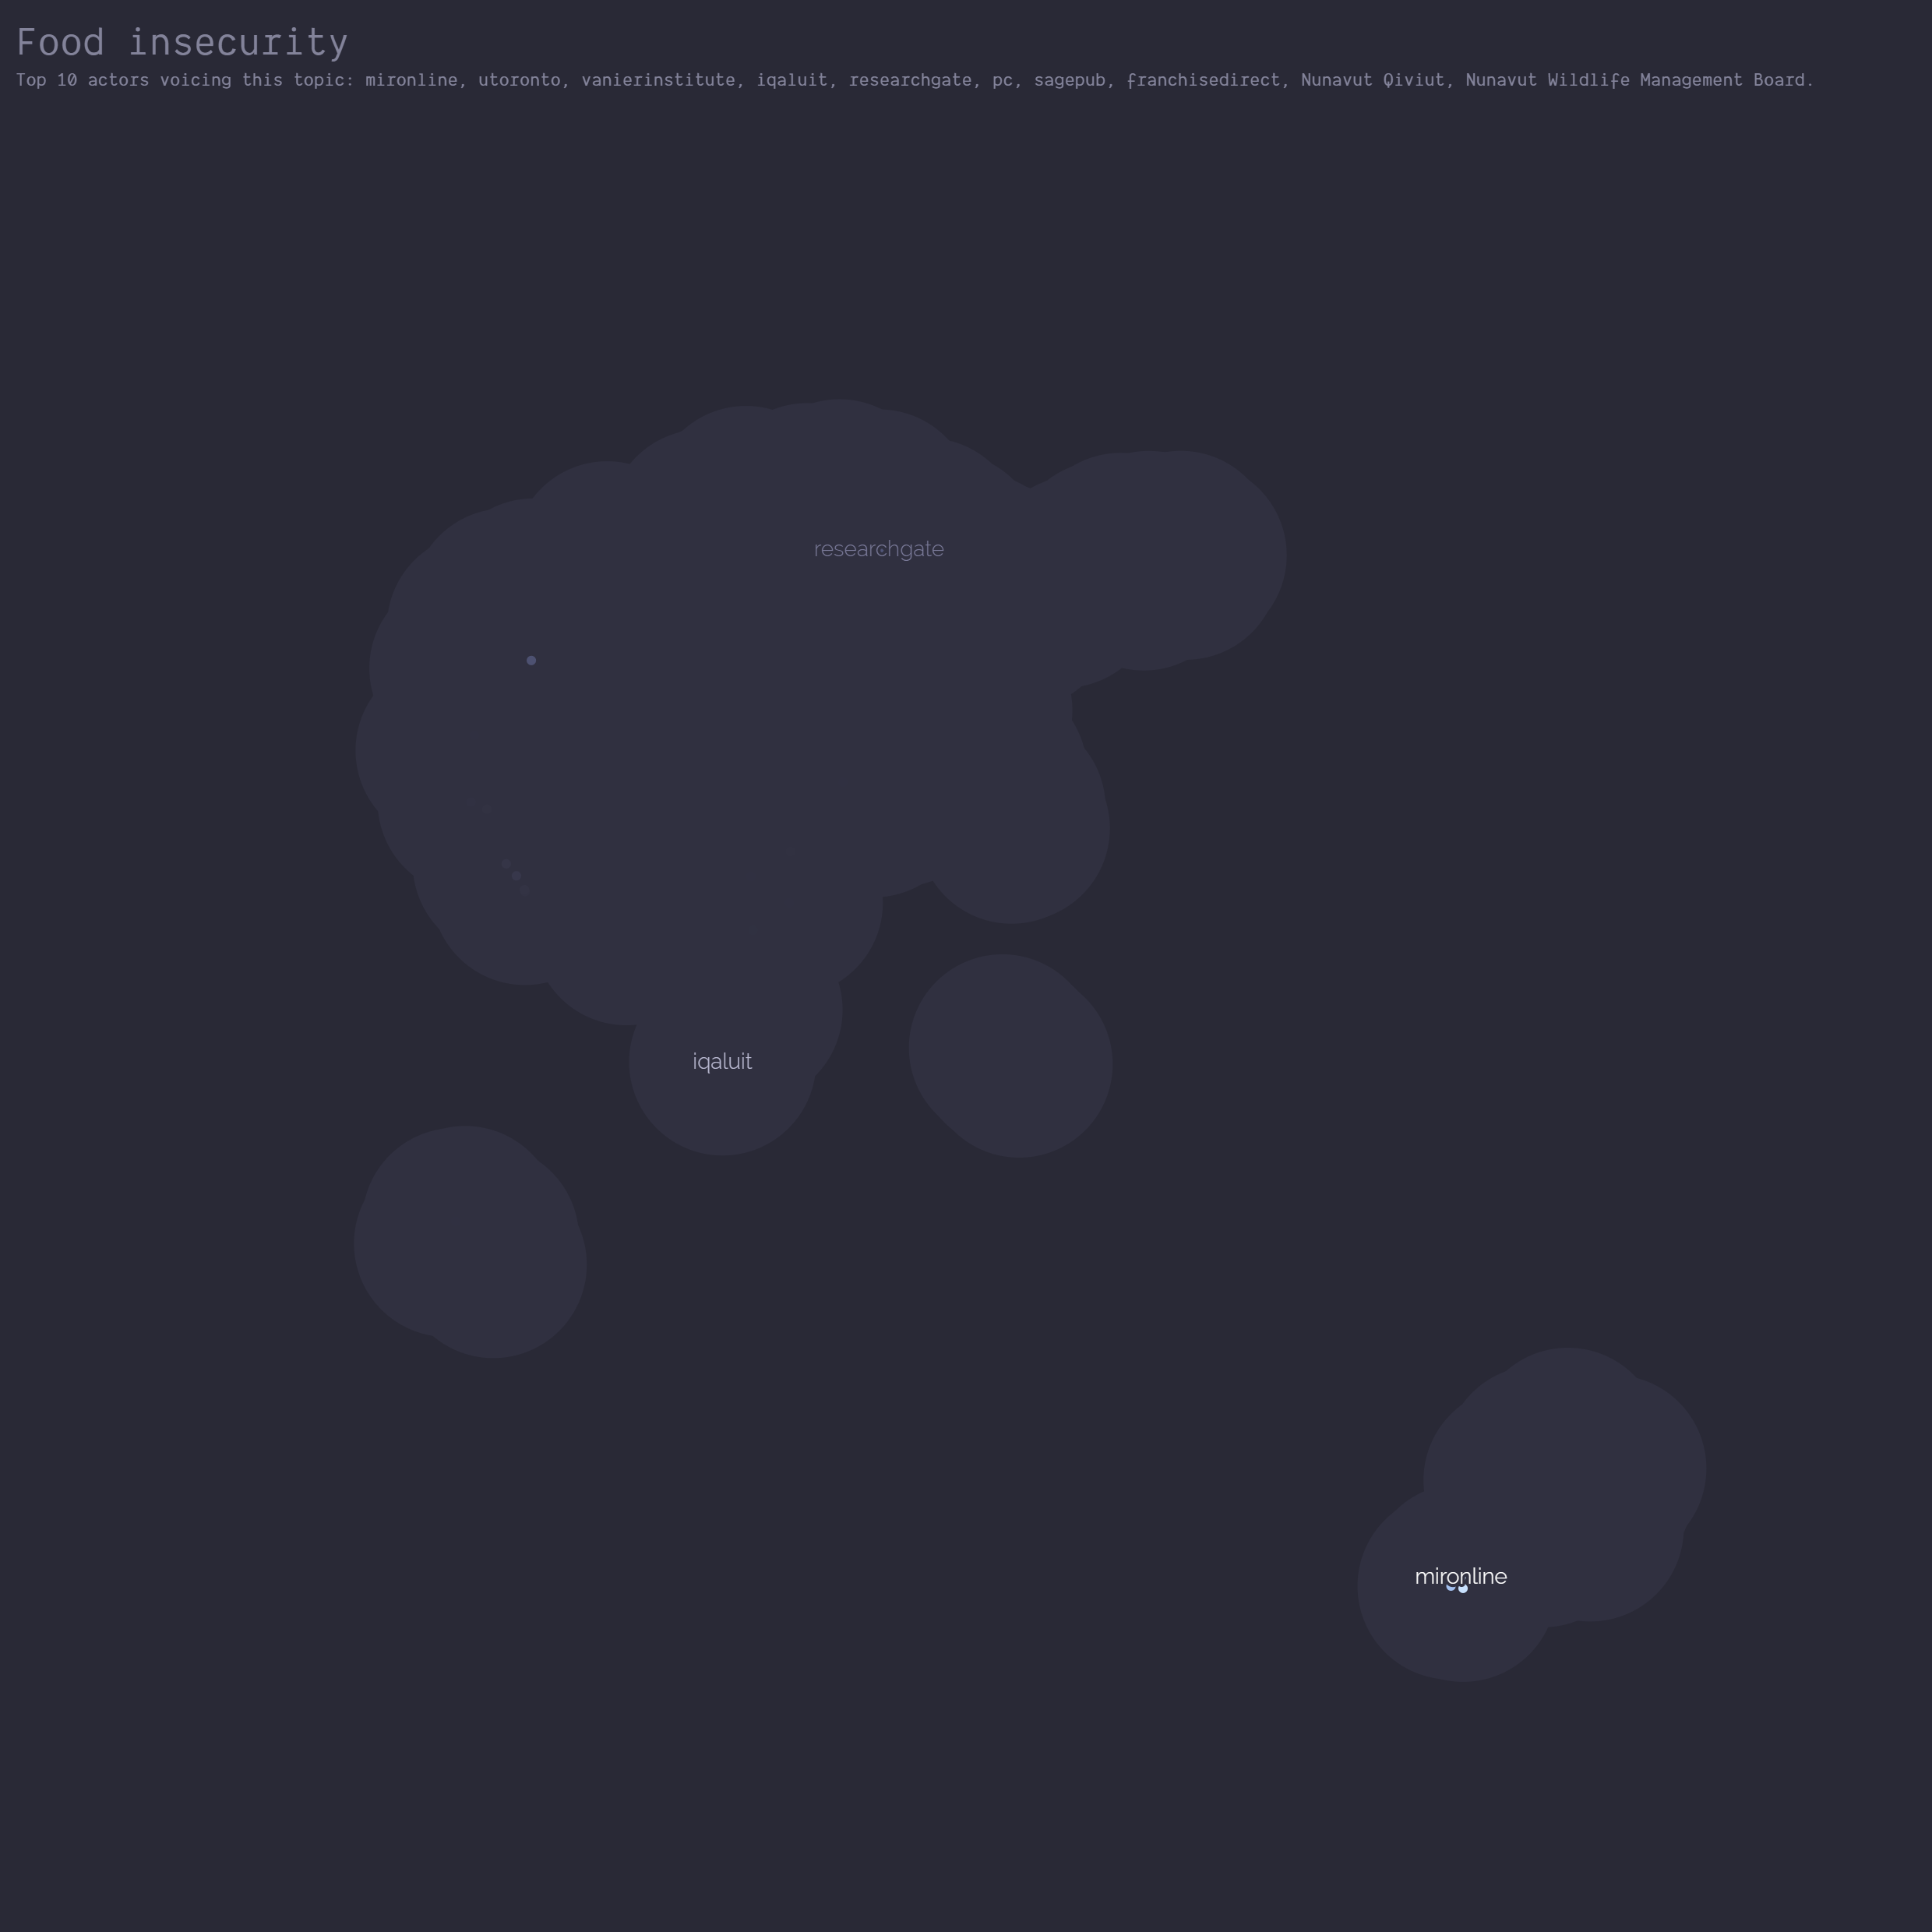 Food insecurity
Top 10 actors voicing this topic: mironline, utoronto, vanierinstitute, iqaluit, researchgate, pc, sagepub, franchisedirect, Nunavut Qiviut, Nunavut Wildlife Management Board.
researchgate
iqaluit
mironline